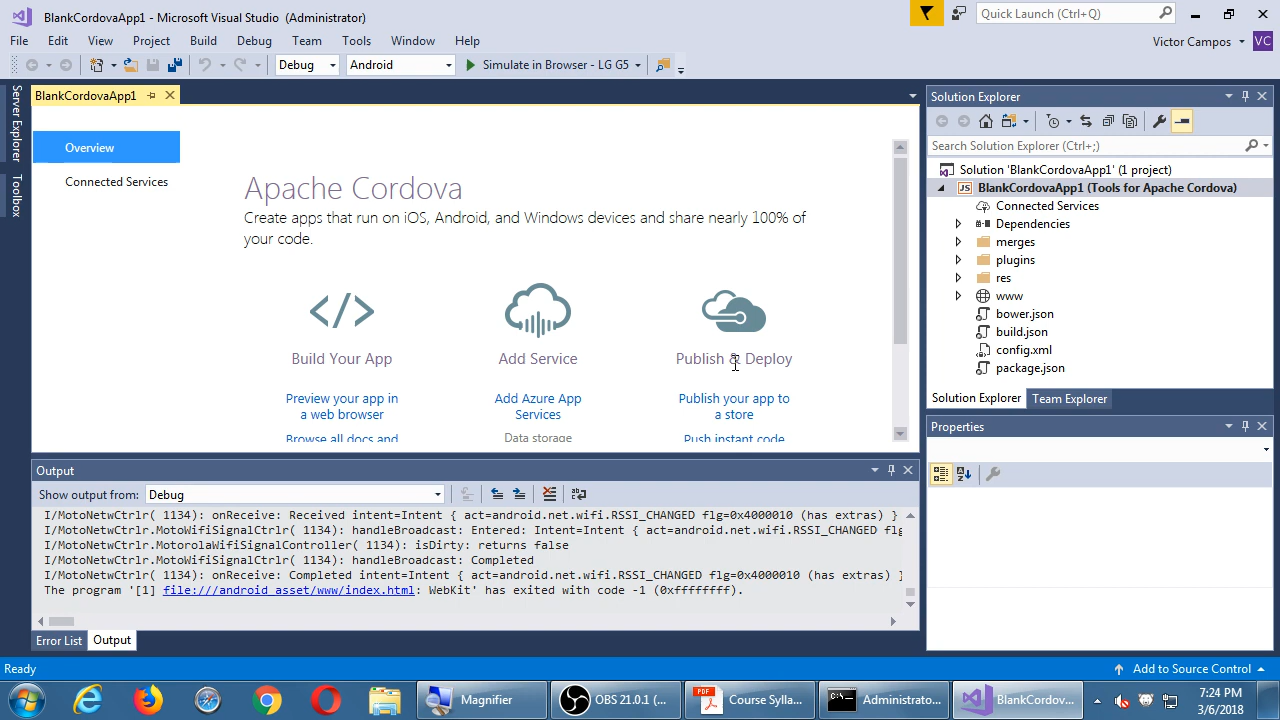 BlankCordovaApp1 - Microsoft Visual Studio (Administrator)
Quick Launch (Ctrl+Q)
File Edit View Project Build Debug Team Tools Window Help
Victor Campos VC
Debug Android Simulate in Browser - LG G5
Server Explorer
Toolbox
BlankCordovaApp1
Overview
Connected Services
Apache Cordova
Create apps that run on iOS, Android, and Windows devices and share nearly 100% of
your code.
Build Your App
Preview your app in
a web browser
Browse all docs and
Add Service
Add Azure App
Services
Data storage
Publish & Deploy
Publish your app to
a store
Push instant code
Solution Explorer
Search Solution Explorer (Ctrl+;)
Solution 'BlankCordovaApp1' (1 project)
JS BlankCordovaApp1 (Tools for Apache Cordova)
Connected Services
Dependencies
merges
plugins
res
www
bower.json
build.json
config.xml
package.json
Solution Explorer Team Explorer
Properties
Output
Show output from: Debug
I/MotoNetwCtrlr( 1134): onReceive: Received intent=Intent { act=android.net.wifi.RSSI_CHANGED flg=0x4000010 (has extras) }
I/MotoNetwCtrlr.MotoWifiSignalCtrlr( 1134): handleBroadcast: Entered: Intent=Intent { act=android.net.wifi.RSSI_CHANGED flg
I/MotoNetwCtrlr.MotorolaWifiSignalController( 1134): isDirty: returns false
I/MotoNetwCtrlr.MotoWifiSignalCtrlr( 1134): handleBroadcast: Completed
I/MotoNetwCtrlr( 1134): onReceive: Completed intent=Intent { act=android.net.wifi.RSSI_CHANGED flg=0x4000010 (has extras) }
The program '[1] file:///android_asset/www/index.html: WebKit' has exited with code -1 (0xffffffff).
Error List Output
Ready
Add to Source Control
Magnifier
OBS 21.0.1 (...
PDF Course Sylla...
Administrato...
BlankCordov...
7:24 PM
3/6/2018